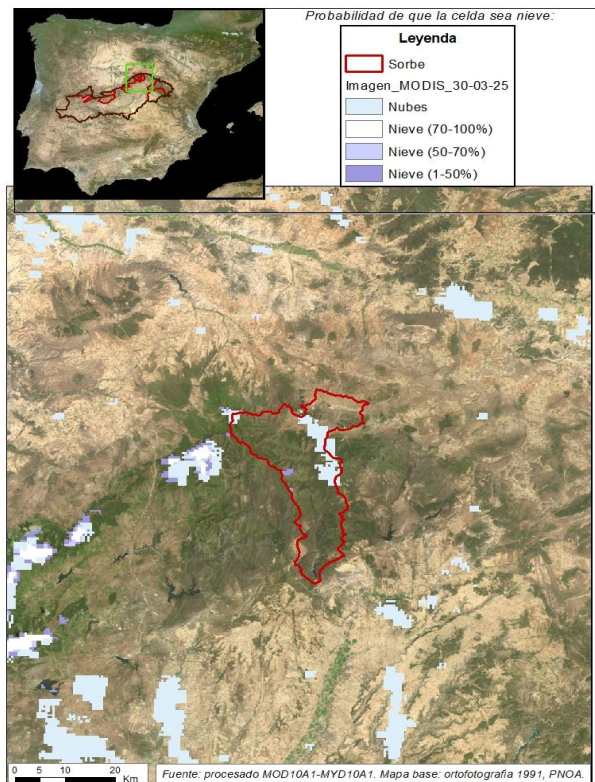 Probabilidad de que la celda sea nieve:
Leyenda
Sorbe
Imagen_MODIS_30-03-25
Nubes
Nieve (70-100%)
Nieve (50-70%)
Nieve (1-50%)
0 5 10 20
Km
Fuente: procesado MOD10A1-MYD10A1. Mapa base: ortofotografia 1991, PNOA.